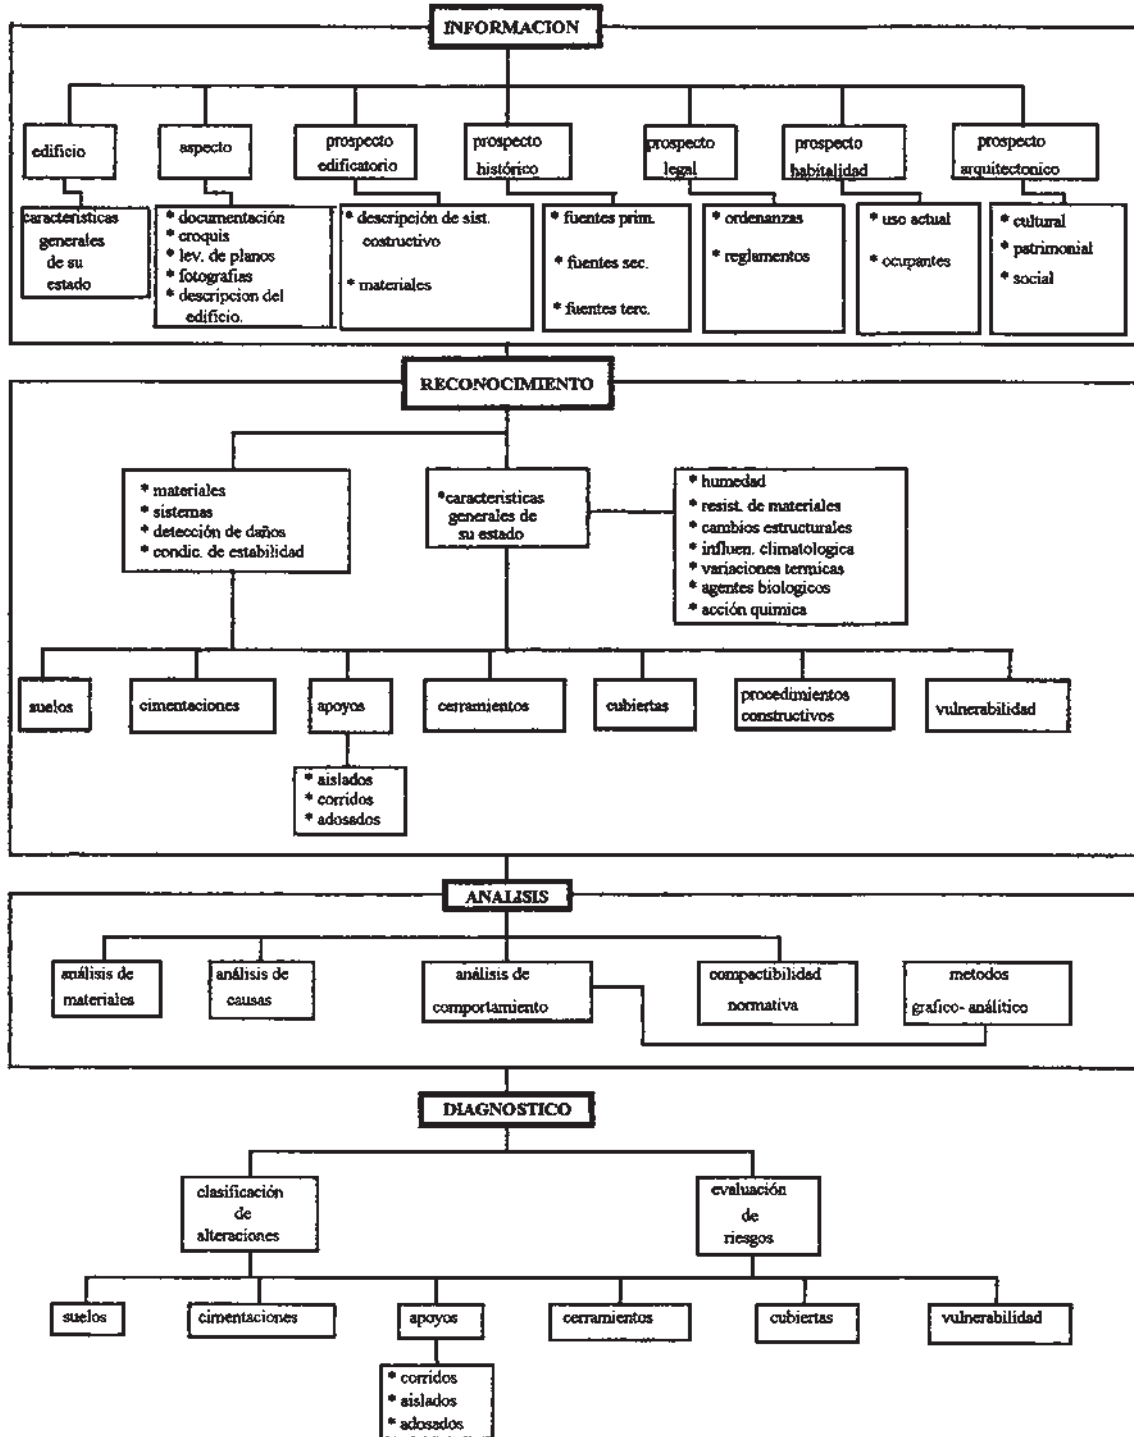 INFORMACION
edificio
aspecto
prospecto
edificatorio
prospecto
histórico
prospecto
legal
prospecto
habitalidad
prospecto
arquitectonico
características
generales
de su
estado
* documentación
* croquis
* lev. de planos
* fotografias
* descripcion del
edificio.
* descripción de sist.
costructivo
* materiales
* fuentes prim.
* fuentes sec.
* fuentes terc.
* ordenanzas
* reglamentos
* uso actual
* ocupantes
* cultural
* patrimonial
* social
RECONOCIMIENTO
* materiales
* sistemas
* detección de daños
* condic. de estabilidad
*características
generales de
su estado
* humedad
* resist. de materiales
* cambios estructurales
* influen. climatologica
* variaciones termicas
* agentes biologicos
* acción quimica
suelos
cimentaciones
apoyos
cerramientos
cubiertas
procedimientos
constructivos
vulnerabilidad
* aislados
* corridos
* adosados
ANALISIS
análisis de
materiales
análisis de
causas
análisis de
comportamiento
compactibilidad
normativa
metodos
grafico- análitico
DIAGNOSTICO
clasificación
de
alteraciones
evaluación
de
riesgos
suelos
cimentaciones
apoyos
cerramientos
cubiertas
vulnerabilidad
* corridos
* aislados
* adosados